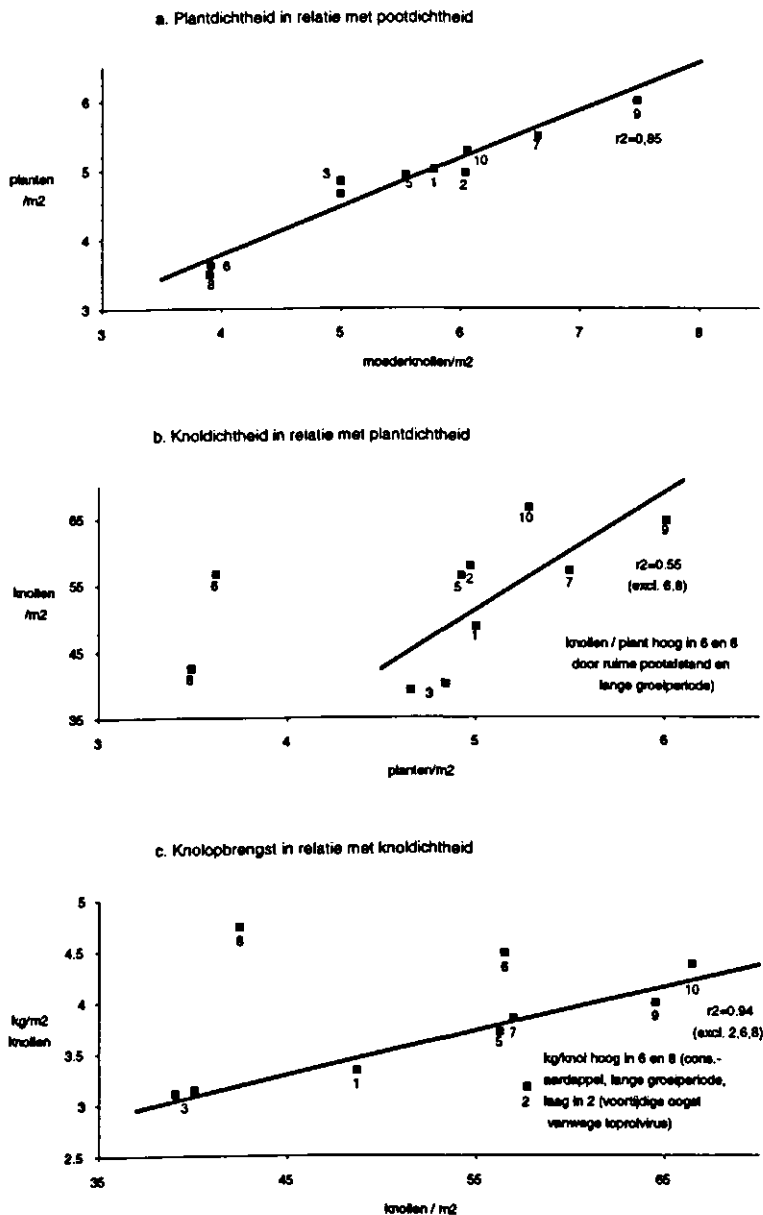 a. Plantdichtheid in relatie met pootdichtheid
6
5
4
3
planten
/m2
3
4
5
6
7
8
moederknollen/m2
3
6
8
5
1
10
2
7
9
r2=0,85
b. Knoldichtheid in relatie met plantdichtheid
65
55
45
35
knollen
/m2
3
4
5
6
planten/m2
6
8
5
2
10
7
9
1
3
r2=0.55
(excl. 6,8)
knollen / plant hoog in 6 en 8
door ruime pootafstand en
lange groeiperiode)
c. Knolopbrengst in relatie met knoldichtheid
5
4.5
4
3.5
3
2.5
kg/m2
knollen
35
45
55
65
knollen / m2
8
6
10
9
7
5
1
3
2
r2=0.94
(excl. 2,6,8)
kg/knol hoog in 6 en 8 (cons.-
aardappel, lange groeiperiode,
laag in 2 (voortijdige oogst
vanwege toprolvirus)